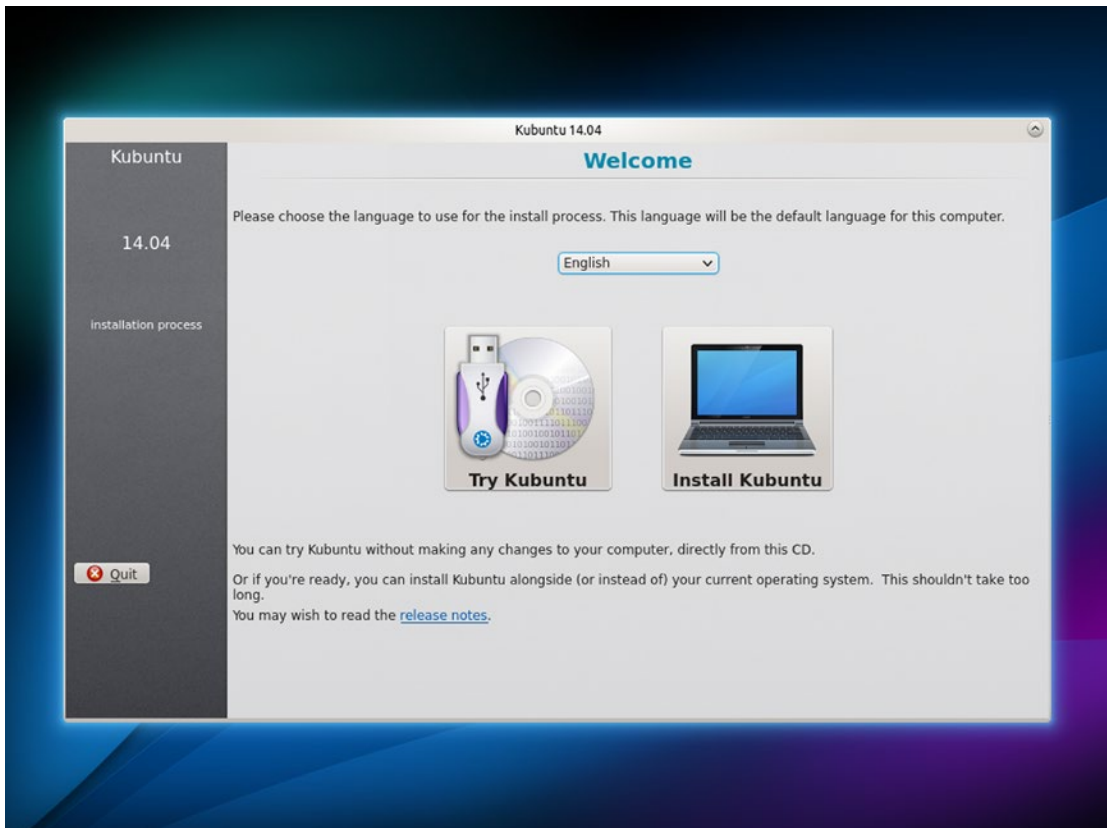 Kubuntu 14.04
Kubuntu
14.04
installation process
Quit
Welcome
Please choose the language to use for the install process. This language will be the default language for this computer.
English
Try Kubuntu
Install Kubuntu
You can try Kubuntu without making any changes to your computer, directly from this CD.
Or if you're ready, you can install Kubuntu alongside (or instead of) your current operating system. This shouldn't take too
long.
You may wish to read the release notes.